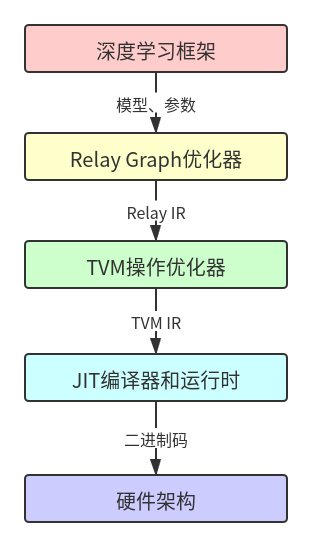 深度学习框架
模型、参数
Relay Graph优化器
Relay IR
TVM操作优化器
TVM IR
JIT编译器和运行时
二进制码
硬件架构